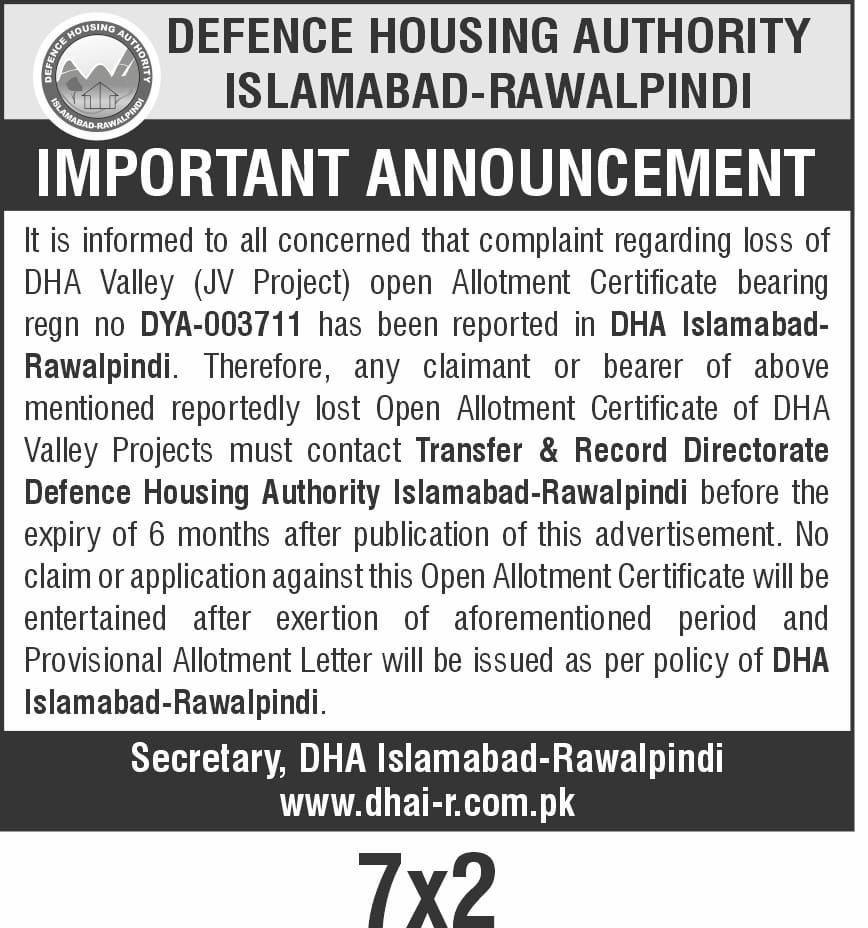 DEFENCE HOUSING AUTHORITY
ISLAMABAD-RAWALPINDI
DEFENCE HOUSING AUTHORITY
ISLAMABAD-RAWALPINDI
IMPORTANT ANNOUNCEMENT
It is informed to all concerned that complaint regarding loss of
DHA Valley (JV Project) open Allotment Certificate bearing
regn no DYA-003711 has been reported in DHA Islamabad-
Rawalpindi. Therefore, any claimant or bearer of above
mentioned reportedly lost Open Allotment Certificate of DHA
Valley Projects must contact Transfer & Record Directorate
Defence Housing Authority Islamabad-Rawalpindi before the
expiry of 6 months after publication of this advertisement. No
claim or application against this Open Allotment Certificate will be
entertained after exertion of aforementioned period and
Provisional Allotment Letter will be issued as per policy of DHA
Islamabad-Rawalpindi.
Secretary, DHA Islamabad-Rawalpindi
www.dhai-r.com.pk
7x2